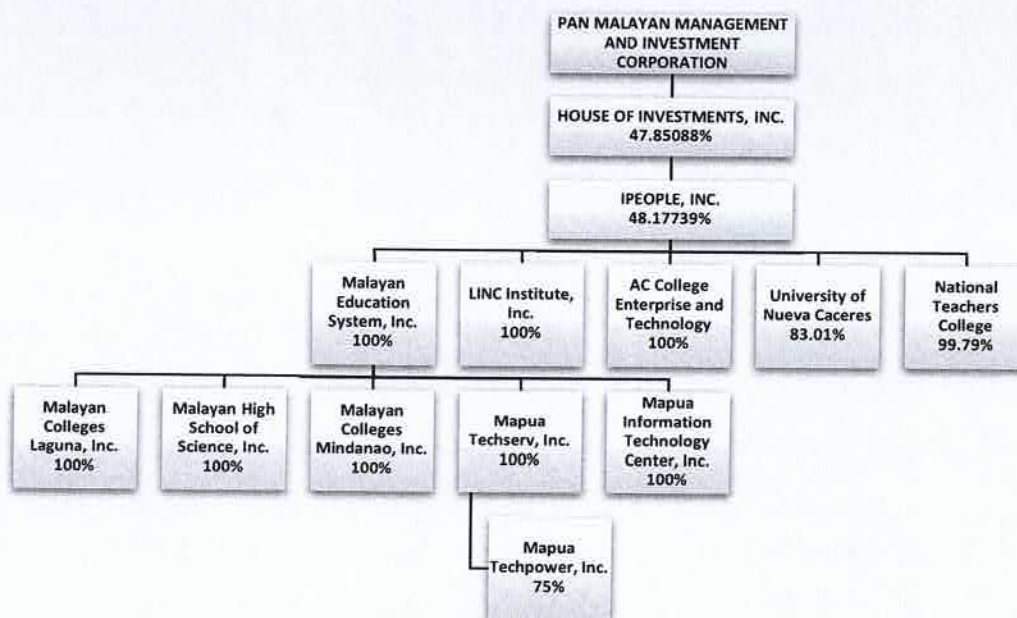 PAN MALAYAN MANAGEMENT
AND INVESTMENT
CORPORATION
HOUSE OF INVESTMENTS, INC.
47.85088%
IPEOPLE, INC.
48.17739%
Malayan
Education
System, Inc.
100%
LINC Institute,
Inc.
100%
AC College
Enterprise and
Technology
100%
University of
Nueva Caceres
83.01%
National
Teachers
College
99.79%
Malayan
Colleges
Laguna, Inc.
100%
Malayan High
School of
Science, Inc.
100%
Malayan
Colleges
Mindanao, Inc.
100%
Mapua
Techserv, Inc.
100%
Mapua
Information
Technology
Center, Inc.
100%
Mapua
Techpower, Inc.
75%